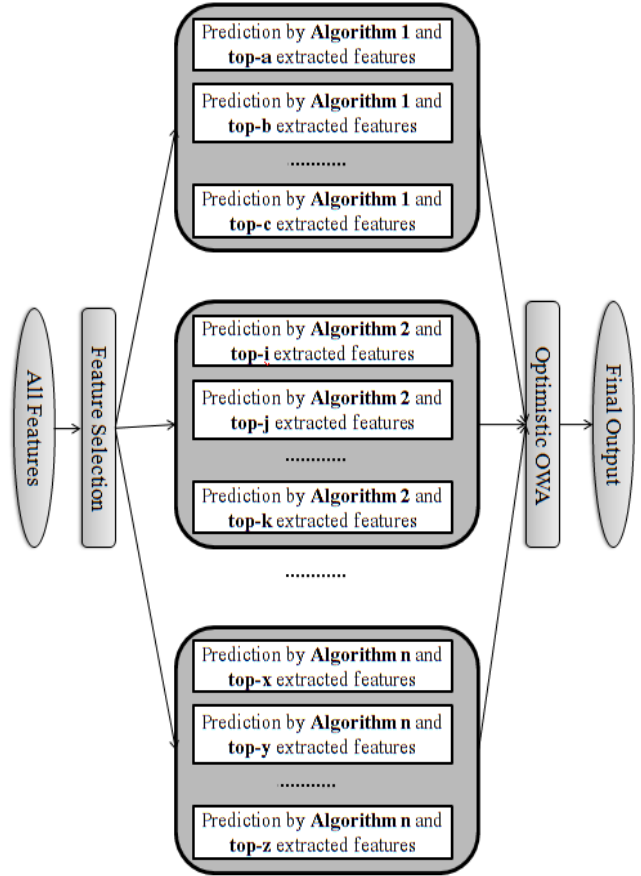 All Features
Feature Selection
Prediction by Algorithm 1 and
top-a extracted features
Prediction by Algorithm 1 and
top-b extracted features
...........
Prediction by Algorithm 1 and
top-c extracted features
Prediction by Algorithm 2 and
top-i extracted features
Prediction by Algorithm 2 and
top-j extracted features
...........
Prediction by Algorithm 2 and
top-k extracted features
...........
Prediction by Algorithm n and
top-x extracted features
Prediction by Algorithm n and
top-y extracted features
...........
Prediction by Algorithm n and
top-z extracted features
Optimistic OWA
Final Output